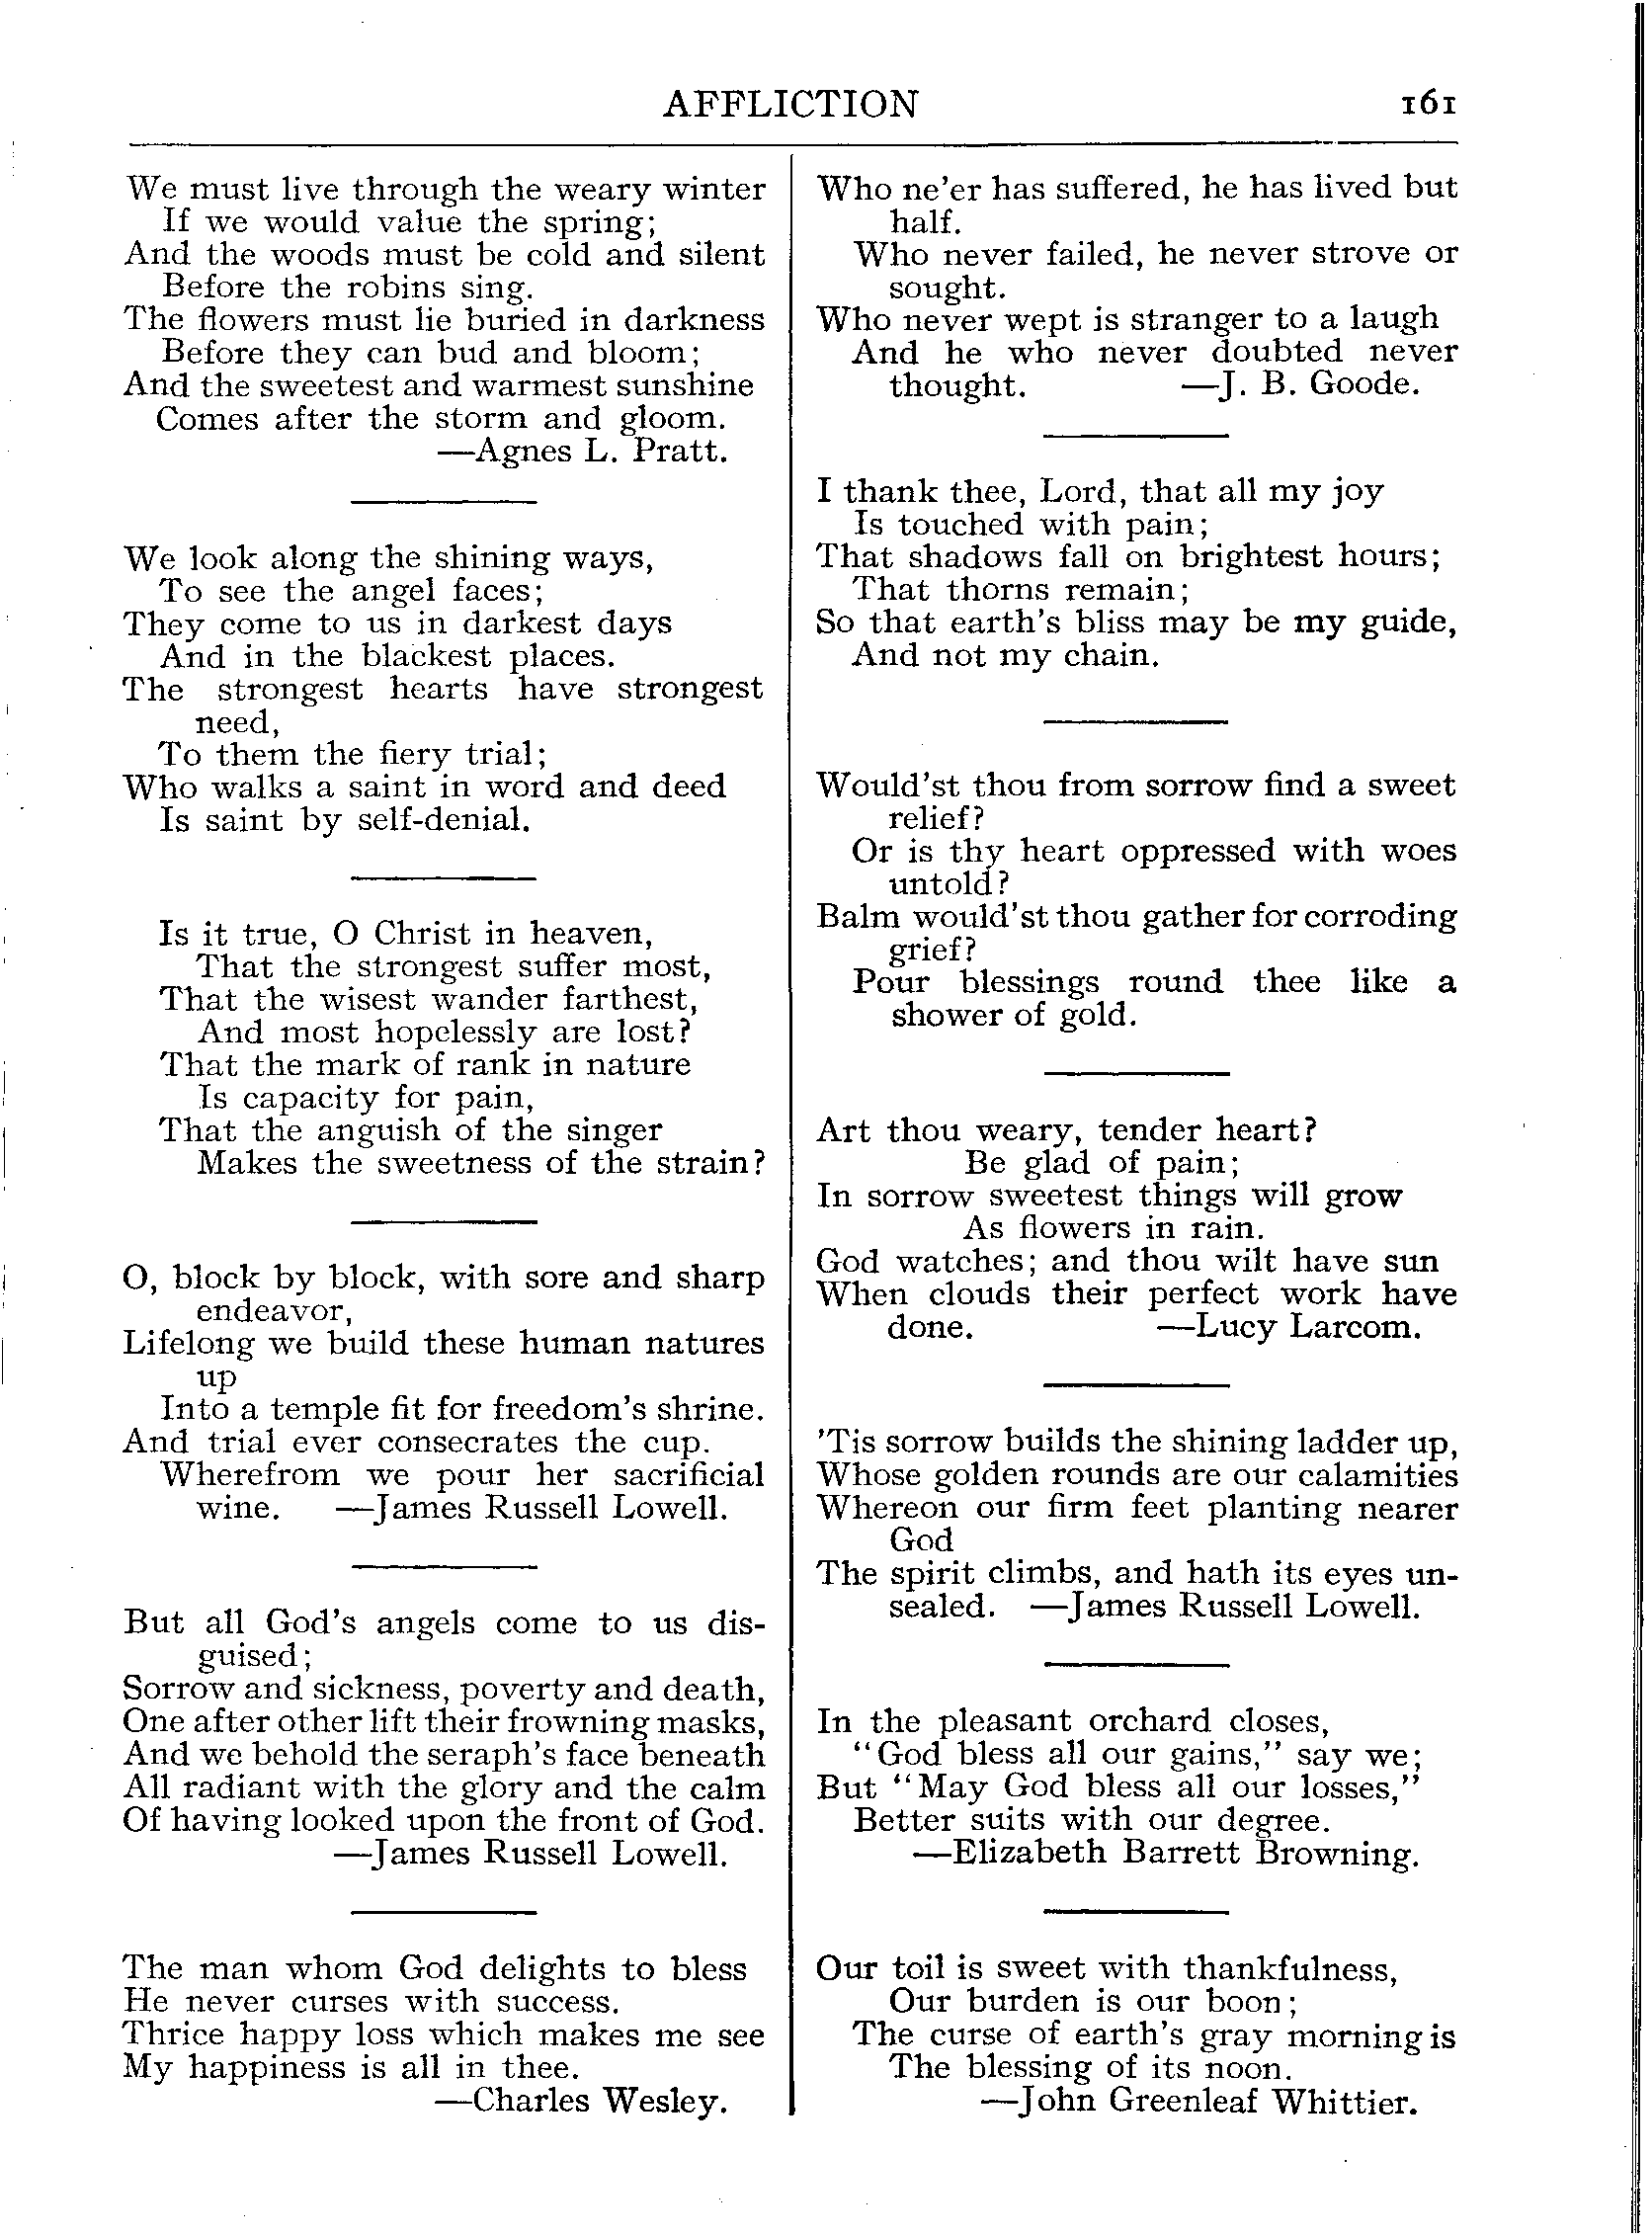 AFFLICTION 161
We must live through the weary winter
If we would value the spring;
And the woods must be cold and silent
Before the robins sing.
The flowers must lie buried in darkness
Before they can bud and bloom;
And the sweetest and warmest sunshine
Comes after the storm and gloom.
—Agnes L. Pratt.
We look along the shining ways,
To see the angel faces;
They come to us in darkest days
And in the blackest places.
The strongest hearts have strongest
need,
To them the fiery trial;
Who walks a saint in word and deed
Is saint by self-denial.
Is it true, O Christ in heaven,
That the strongest suffer most,
That the wisest wander farthest,
And most hopelessly are lost?
That the mark of rank in nature
Is capacity for pain,
That the anguish of the singer
Makes the sweetness of the strain?
O, block by block, with sore and sharp
endeavor,
Lifelong we build these human natures
up
Into a temple fit for freedom's shrine.
And trial ever consecrates the cup.
Wherefrom we pour her sacrificial
wine. —James Russell Lowell.
But all God's angels come to us dis-
guised;
Sorrow and sickness, poverty and death,
One after other lift their frowning masks,
And we behold the seraph's face beneath
All radiant with the glory and the calm
Of having looked upon the front of God.
—James Russell Lowell.
The man whom God delights to bless
He never curses with success.
Thrice happy loss which makes me see
My happiness is all in thee.
—Charles Wesley.
Who ne'er has suffered, he has lived but
half.
Who never failed, he never strove or
sought.
Who never wept is stranger to a laugh
And he who never doubted never
thought. —J. B. Goode.
I thank thee, Lord, that all my joy
Is touched with pain;
That shadows fall on brightest hours;
That thorns remain;
So that earth's bliss may be my guide,
And not my chain.
Would'st thou from sorrow find a sweet
relief?
Or is thy heart oppressed with woes
untold?
Balm would'st thou gather for corroding
grief?
Pour blessings round thee like a
shower of gold.
Art thou weary, tender heart?
Be glad of pain;
In sorrow sweetest things will grow
As flowers in rain.
God watches; and thou wilt have sun
When clouds their perfect work have
done. —Lucy Larcom.
'Tis sorrow builds the shining ladder up,
Whose golden rounds are our calamities
Whereon our firm feet planting nearer
God
The spirit climbs, and hath its eyes un-
sealed. —James Russell Lowell.
In the pleasant orchard closes,
"God bless all our gains," say we;
But "May God bless all our losses,"
Better suits with our degree.
—Elizabeth Barrett Browning.
Our toil is sweet with thankfulness,
Our burden is our boon;
The curse of earth's gray morning is
The blessing of its noon.
—John Greenleaf Whittier.